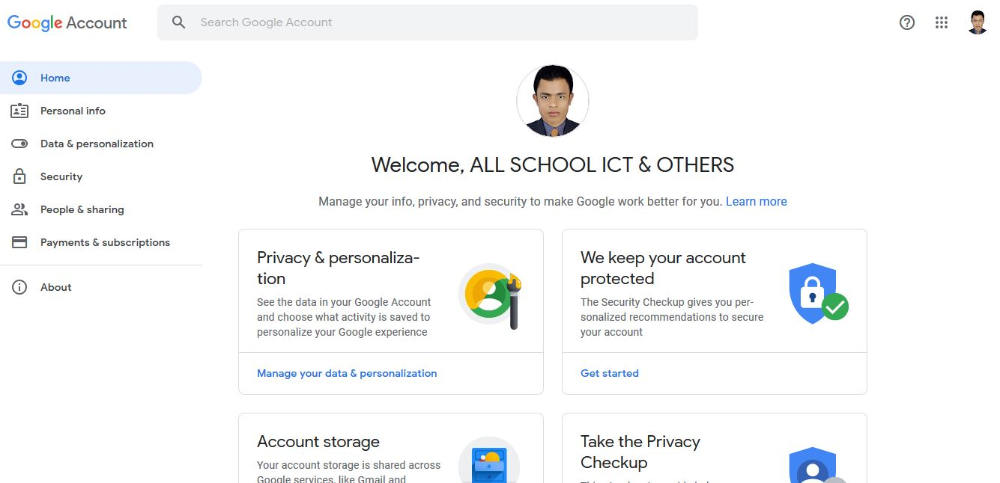 Google Account
Search Google Account
Home
Personal info
Data & personalization
Security
People & sharing
Payments & subscriptions
About
Welcome, ALL SCHOOL ICT & OTHERS
Manage your info, privacy, and security to make Google work better for you. Learn more
Privacy & personaliza-
tion
See the data in your Google Account
and choose what activity is saved to
personalize your Google experience
Manage your data & personalization
We keep your account
protected
The Security Checkup gives you per-
sonalized recommendations to secure
your account
Get started
Account storage
Your account storage is shared across
Google services, like Gmail and
Take the Privacy
Checkup